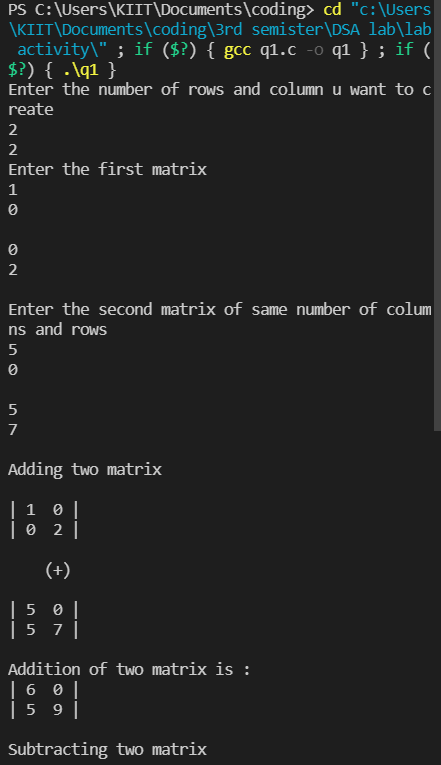 PS C:\Users\KIIT\Documents\coding> cd "c:\Users
\KIIT\Documents\coding\3rd semister\DSA lab\lab
 activity\" ; if ($?) { gcc q1.c -o q1 } ; if (
$?) { .\q1 }
Enter the number of rows and column u want to c
reate
2
2
Enter the first matrix
1
0
0
2
Enter the second matrix of same number of colum
ns and rows
5
0
5
7
Adding two matrix
| 1  0 |
| 0  2 |
(+)
| 5  0 |
| 5  7 |
Addition of two matrix is :
| 6  0 |
| 5  9 |
Subtracting two matrix